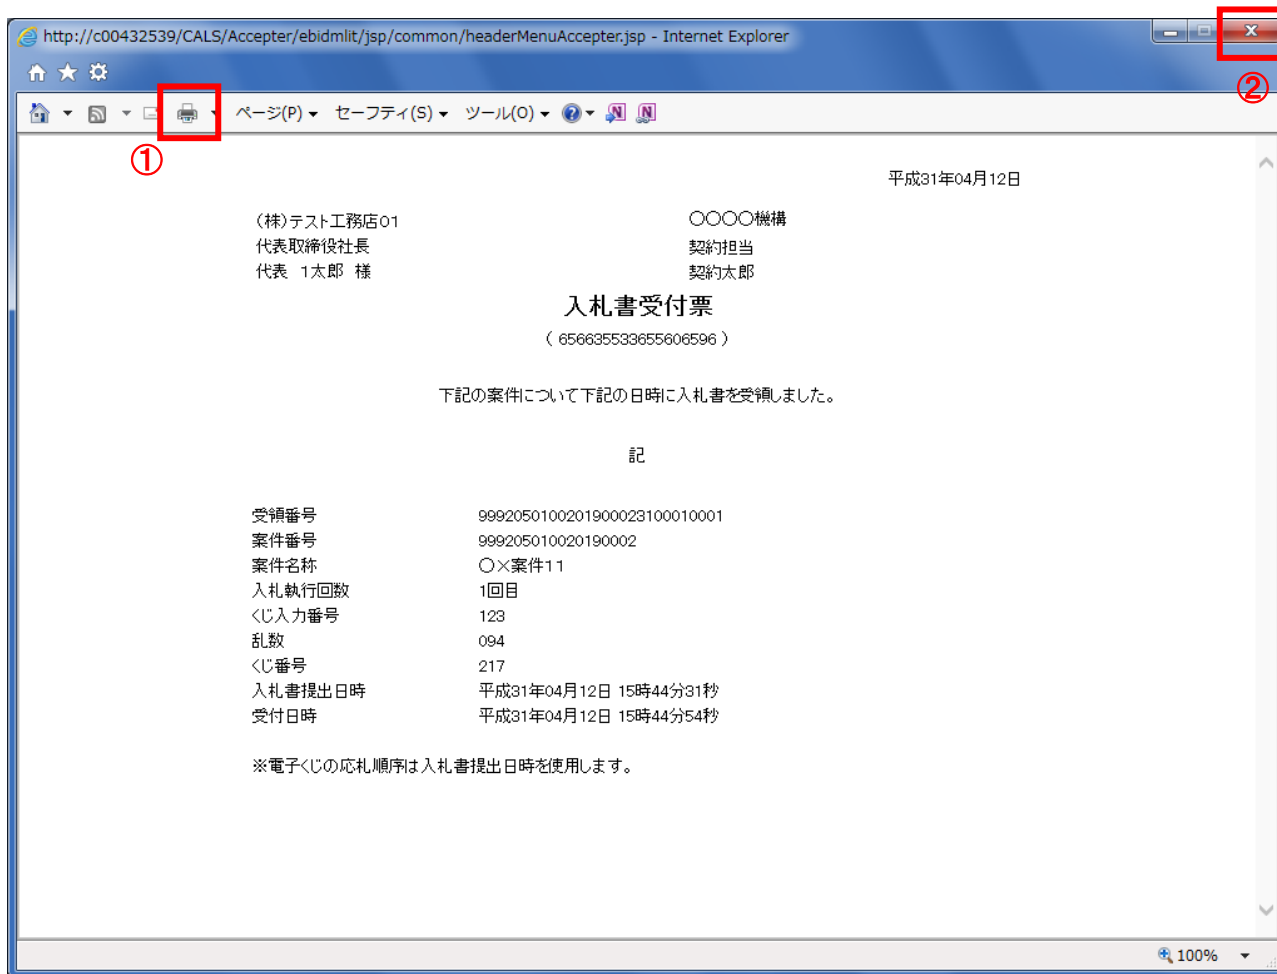 http://c00432539/CALS/Accepter/ebidmlit/jsp/common/headerMenuAccepter.jsp - Internet Explorer
②
ページ(P) セーフティ(S) ツール(O)
①
平成31年04月12日
(株)テスト工務店01 〇〇〇〇機構
代表取締役社長 契約担当
代表 1太郎 様 契約太郎
入札書受付票
( 656635533655606596 )
下記の案件について下記の日時に入札書を受領しました。
記
受領番号 9992050100201900023100010001
案件番号 999205010020190002
案件名称 〇×案件11
入札執行回数 1回目
くじ入力番号 123
乱数 094
くじ番号 217
入札書提出日時 平成31年04月12日 15時44分31秒
受付日時 平成31年04月12日 15時44分54秒
※電子くじの応札順序は入札書提出日時を使用します。
100%